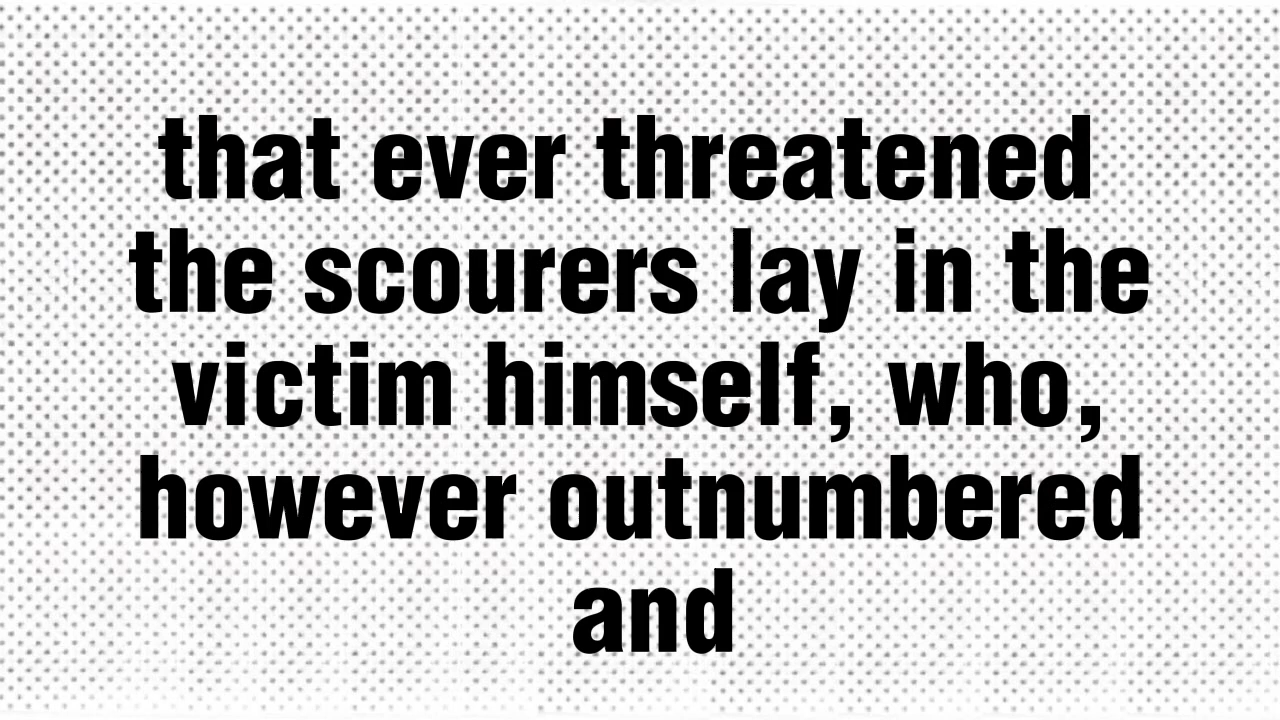 that ever threatened
the scourers lay in the
victim himself, who,
however outnumbered
and